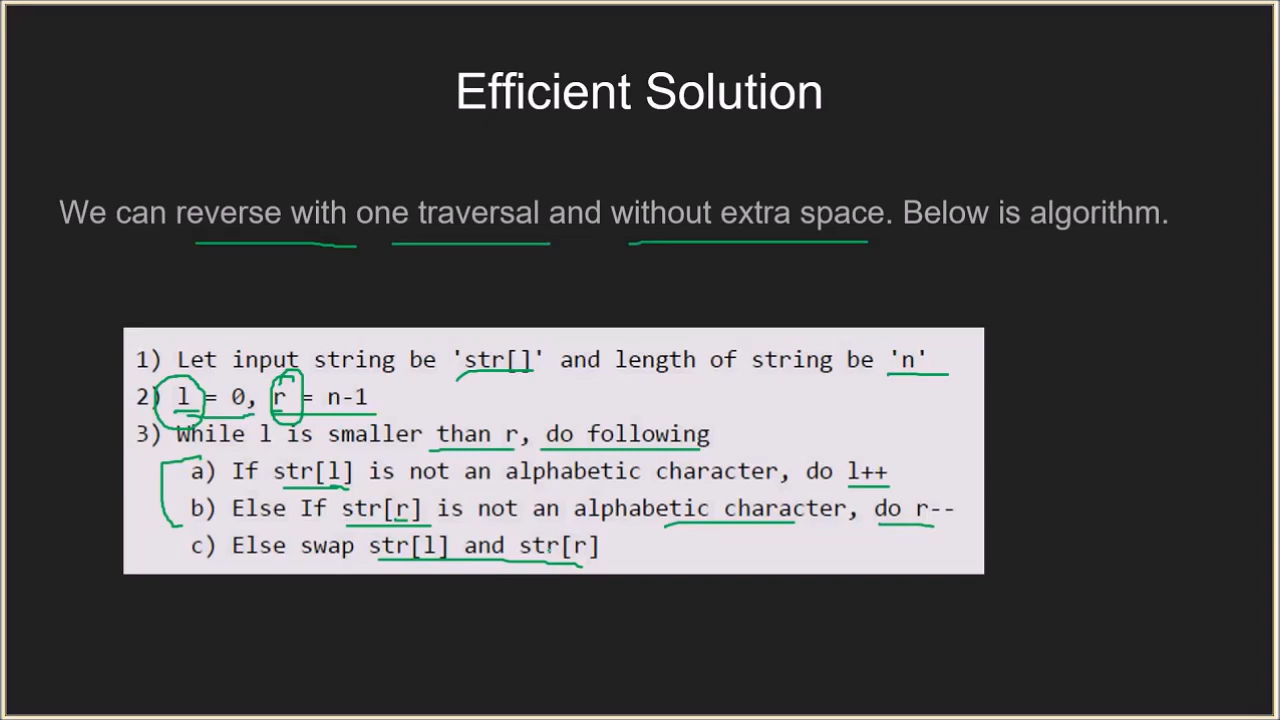 Efficient Solution
We can reverse with one traversal and without extra space. Below is algorithm.
1) Let input string be 'str[]' and length of string be 'n'
2) l = 0, r = n-1
3) While l is smaller than r, do following
a) If str[l] is not an alphabetic character, do l++
b) Else If str[r] is not an alphabetic character, do r--
c) Else swap str[l] and str[r]